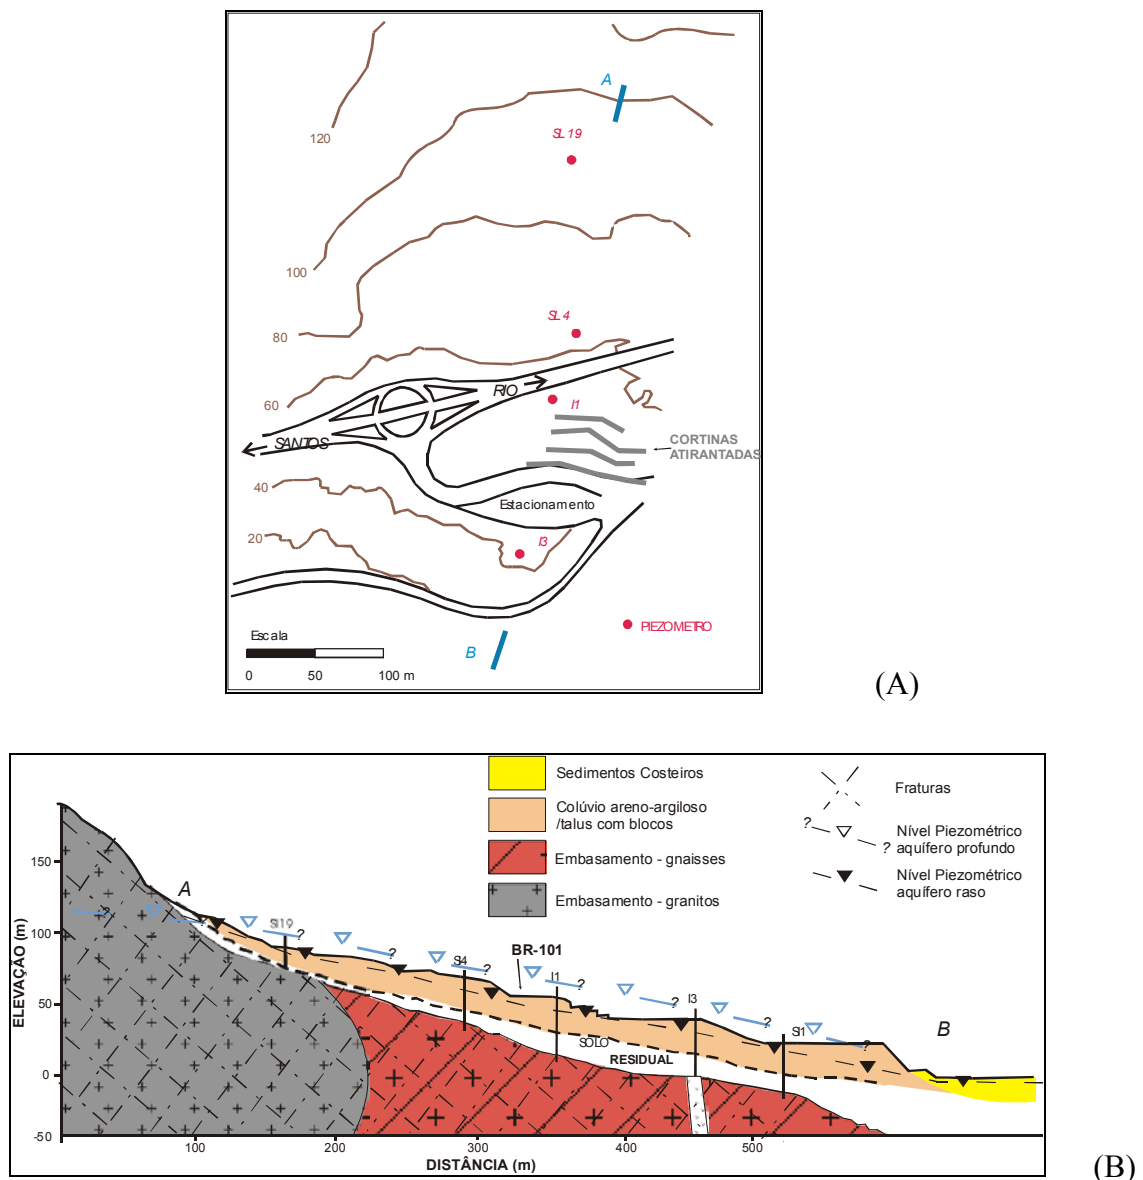 A
SL 19
120
100
SL 4
80
RIO
60
I1
SANTOS
CORTINAS
ATIRANTADAS
40
Estacionamento
20
I3
PIEZOMETRO
Escala
B
0 50 100 m
(A)
Sedimentos Costeiros
Colúvio areno-argiloso
/talus com blocos
Embasamento - gnaisses
Embasamento - granitos
Fraturas
? ? Nível Piezométrico
aquífero profundo
Nível Piezométrico
aquífero raso
ELEVAÇÃO (m)
150
100
50
0
-50
A
SI19
?
?
?
S4
?
BR-101
I1
?
?
I3
?
SI1
?
B
SOLO
RESIDUAL
100 200 300 400 500
DISTÂNCIA (m)
(B)